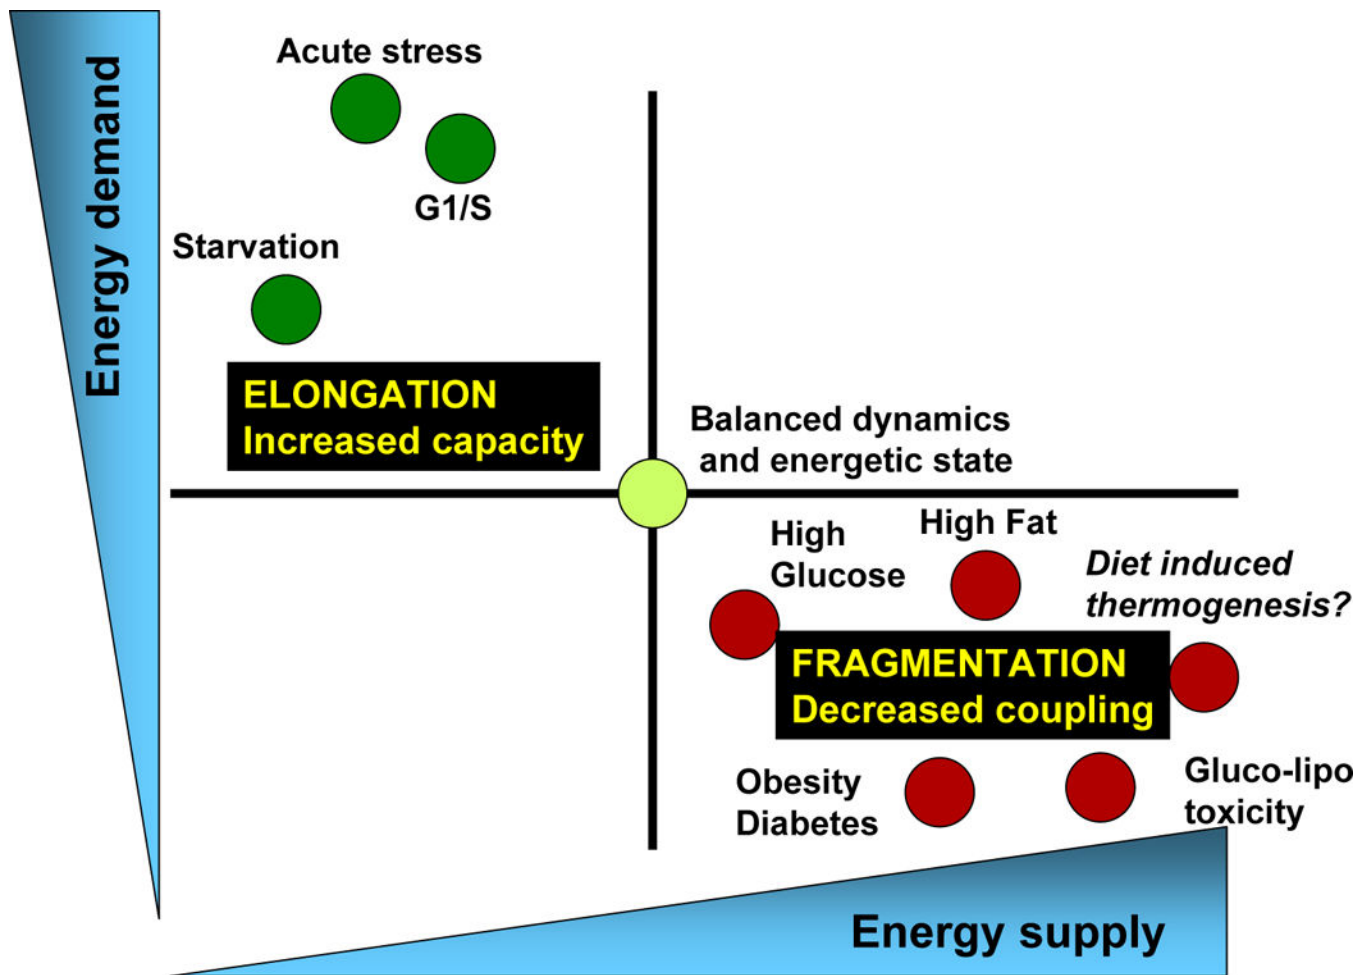 Acute stress
G1/S
Starvation
Energy demand
ELONGATION
Increased capacity
Balanced dynamics
and energetic state
High
Glucose
High Fat
Diet induced
thermogenesis?
FRAGMENTATION
Decreased coupling
Obesity
Diabetes
Gluco-lipo
toxicity
Energy supply